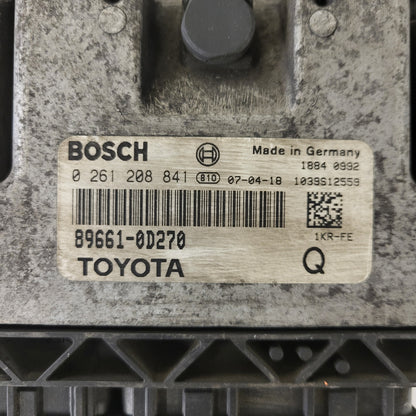 BOSCH Made in Germany
1884 0992
0 261 208 841 B10 07-04-18 1039S12559
89661-0D270 1KR-FE
TOYOTA Q